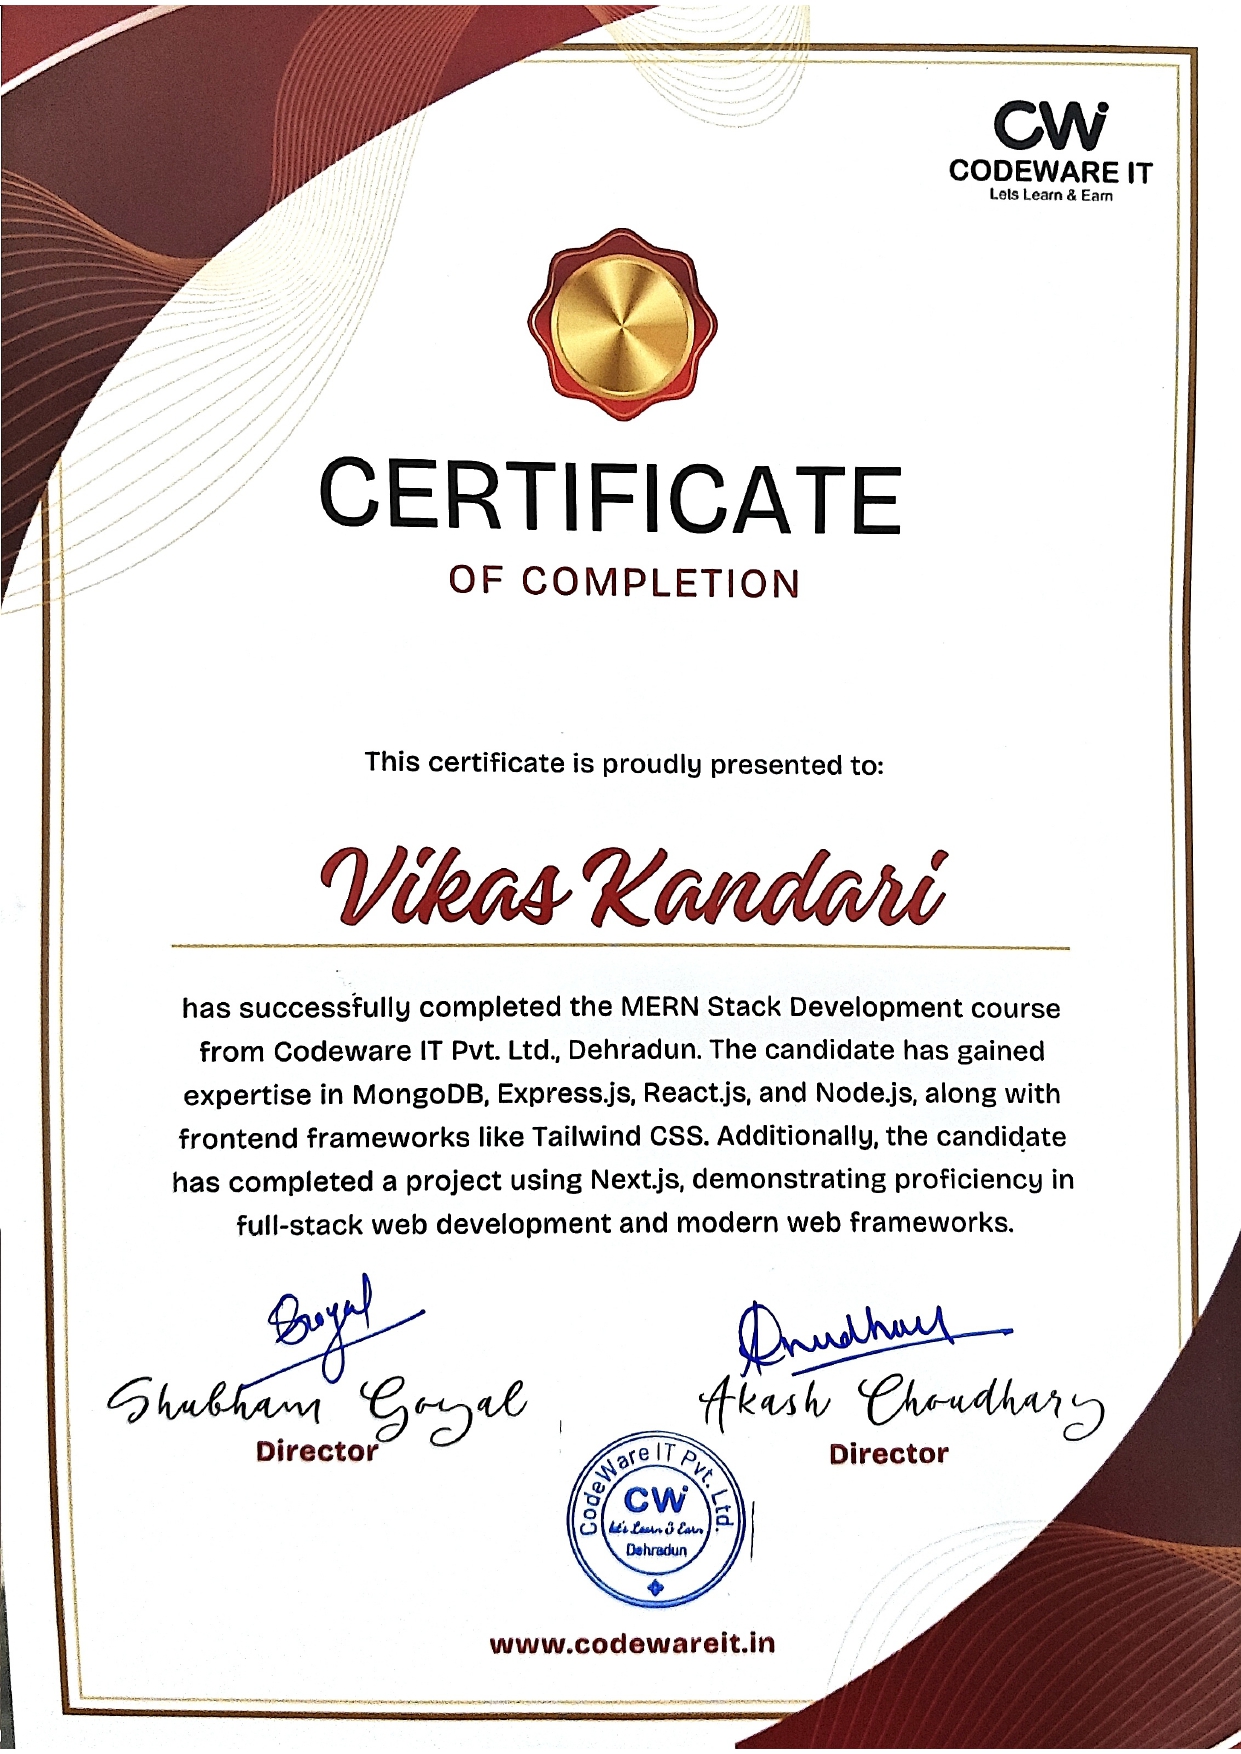 CWi
CODEWARE IT
Lets Learn & Earn
CERTIFICATE
OF COMPLETION
This certificate is proudly presented to:
Vikas Kandari
has successfully completed the MERN Stack Development course
from Codeware IT Pvt. Ltd., Dehradun. The candidate has gained
expertise in MongoDB, Express.js, React.js, and Node.js, along with
frontend frameworks like Tailwind CSS. Additionally, the candidate
has completed a project using Next.js, demonstrating proficiency in
full-stack web development and modern web frameworks.
Goyal
Shubham Goyal
Director
Akash Choudhary
Director
CodeWare IT Pvt. Ltd.
CWi
Let's Learn & Earn
Dehradun
www.codewareit.in